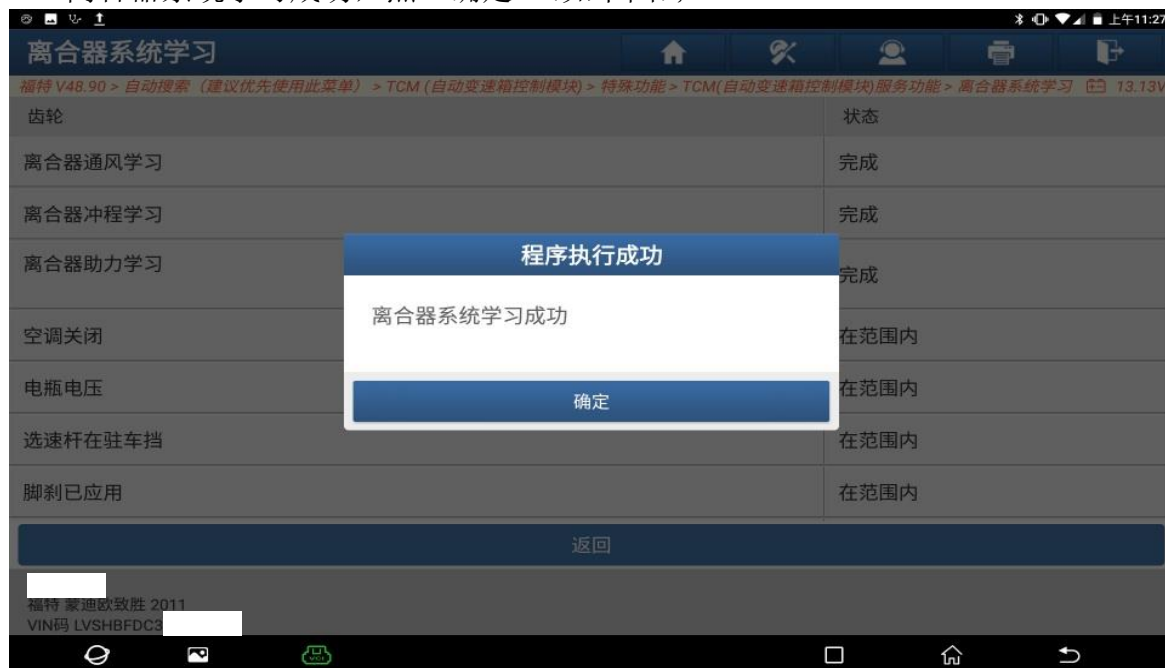 上午11:27
离合器系统学习
福特 V48.90 > 自动搜索（建议优先使用此菜单） > TCM (自动变速箱控制模块) > 特殊功能 > TCM(自动变速箱控制模块)服务功能 > 离合器系统学习 13.13V
齿轮 状态
离合器通风学习 完成
离合器冲程学习 完成
离合器助力学习 完成
空调关闭 在范围内
电瓶电压 在范围内
选速杆在驻车挡 在范围内
脚刹已应用 在范围内
程序执行成功
离合器系统学习成功
确定
返回
福特 蒙迪欧致胜 2011
VIN码 LVSHBFDC3
VCI